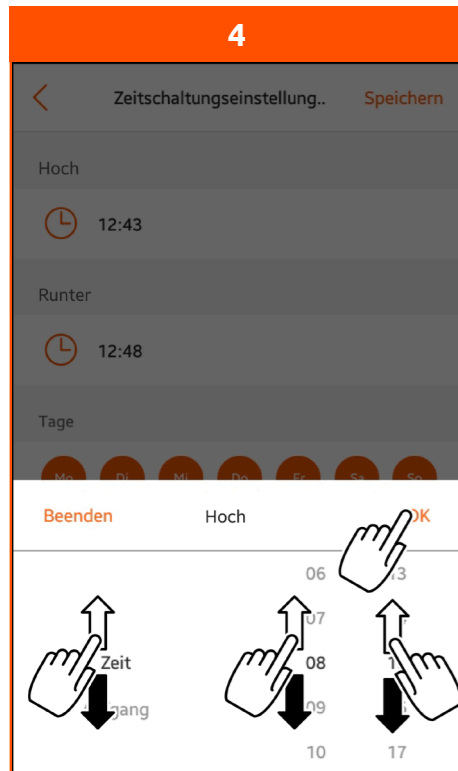 4
Zeitschaltungseinstellung.. Speichern
Hoch
12:43
Runter
12:48
Tage
Mo Di Mi Do Fr Sa So
Beenden Hoch
06
07
Zeit 08
09
10 17